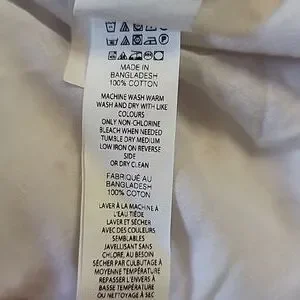 MADE IN
BANGLADESH
100% COTTON
MACHINE WASH WARM
WASH AND DRY WITH LIKE
COLOURS
ONLY NON-CHLORINE
BLEACH WHEN NEEDED
TUMBLE DRY MEDIUM
LOW IRON ON REVERSE
SIDE
OR DRY CLEAN
FABRIQUÉ AU
BANGLADESH
100% COTON
LAVER À LA MACHINE À
L'EAU TIÈDE
LAVER ET SÉCHER
AVEC DES COULEURS
SEMBLABLES
JAVELLISANT SANS
CHLORE, AU BESOIN
SÉCHER PAR CULBUTAGE À
MOYENNE TEMPÉRATURE
REPASSER L'ENVERS À
BASSE TEMPÉRATURE
OU NETTOYAGE À SEC